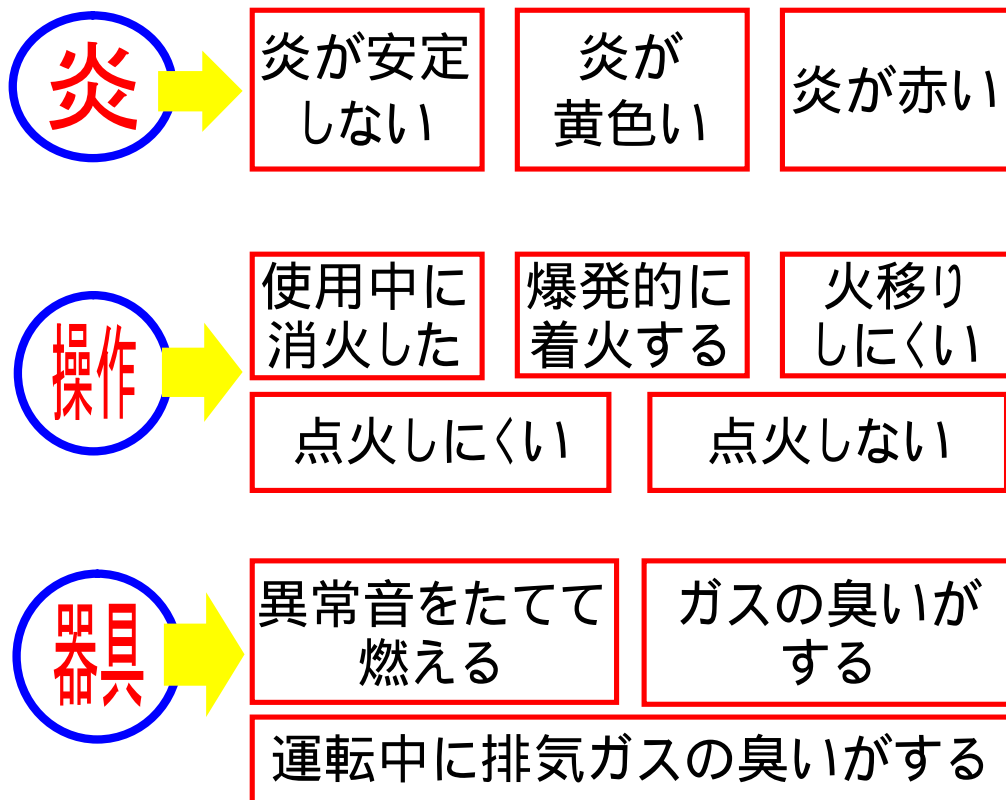 炎
炎が安定
しない
炎が
黄色い
炎が赤い
操作
使用中に
消火した
爆発的に
着火する
火移り
しにくい
点火しにくい
点火しない
器具
異常音をたてて
燃える
ガスの臭いが
する
運転中に排気ガスの臭いがする